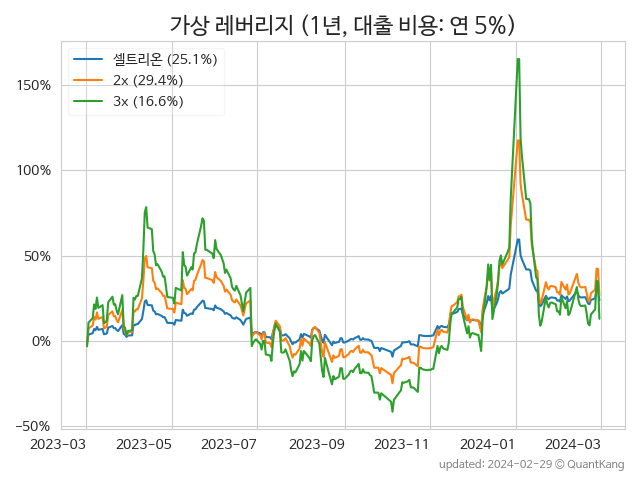 가상 레버리지 (1년, 대출 비용: 연 5%)
셀트리온 (25.1%)
2x (29.4%)
3x (16.6%)
150%
100%
50%
0%
−50%
2023-03 2023-05 2023-07 2023-09 2023-11 2024-01 2024-03
updated: 2024-02-29 © QuantKang